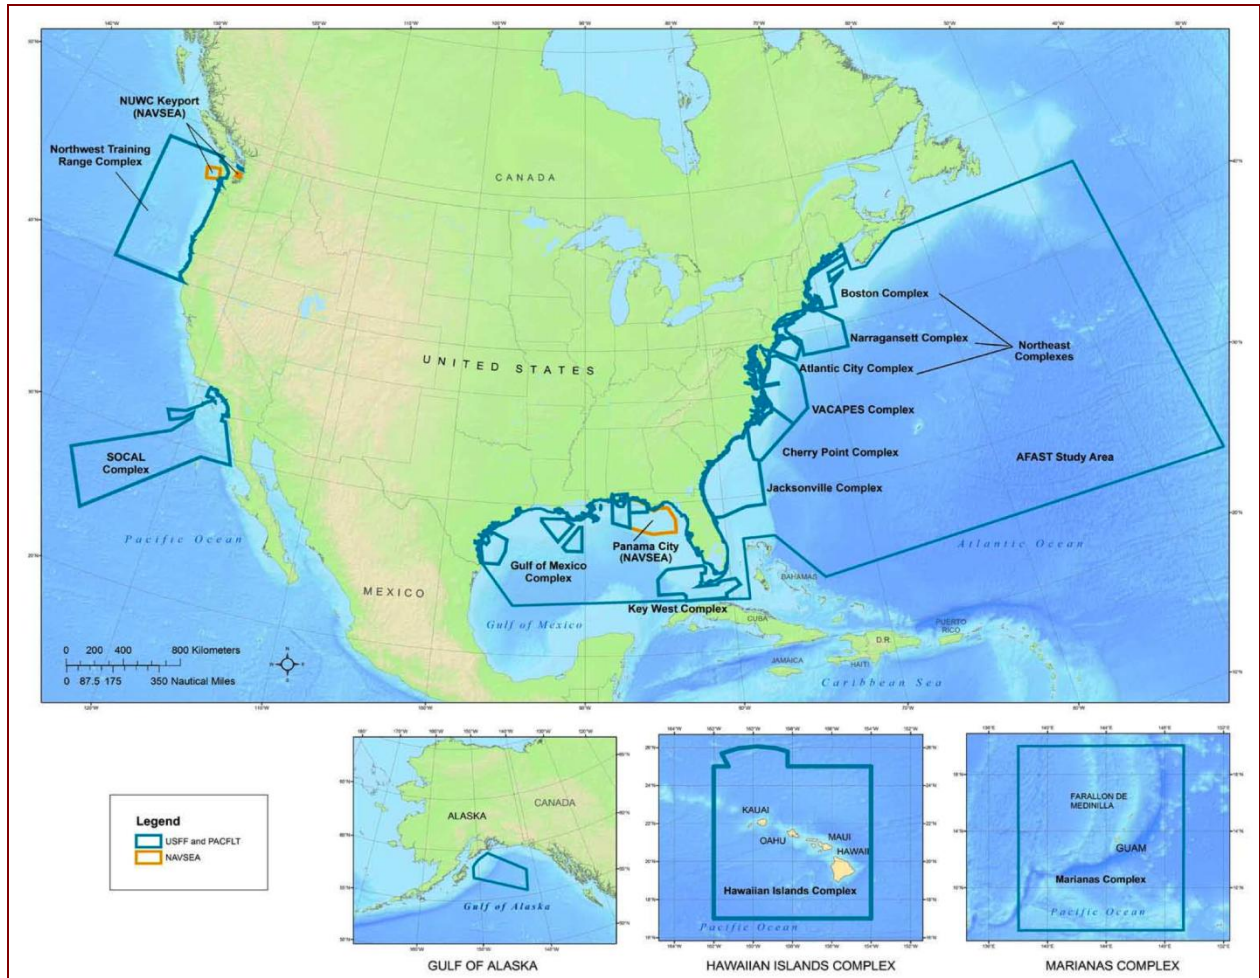 NUWC Keyport
(NAVSEA)
Northwest Training
Range Complex
CANADA
UNITED STATES
Boston Complex
Narragansett Complex
Northeast
Complexes
Atlantic City Complex
VACAPES Complex
Cherry Point Complex
AFAST Study Area
Jacksonville Complex
SOCAL
Complex
Pacific Ocean
Atlantic Ocean
Panama City
(NAVSEA)
Gulf of Mexico
Complex
MEXICO
Key West Complex
Gulf of Mexico
BAHAMAS
CUBA
JAMAICA
HAITI
D.R.
PUERTO
RICO
Caribbean Sea
0 200 400 800 Kilometers
0 87.5 175 350 Nautical Miles
N
Legend
USFF and PACFLT
NAVSEA
ALASKA
CANADA
Gulf of Alaska
GULF OF ALASKA
KAUAI
OAHU
MAUI
HAWAII
Hawaiian Islands Complex
Pacific Ocean
HAWAIIAN ISLANDS COMPLEX
FARALLON DE
MEDINILLA
GUAM
Marianas Complex
Pacific Ocean
MARIANAS COMPLEX